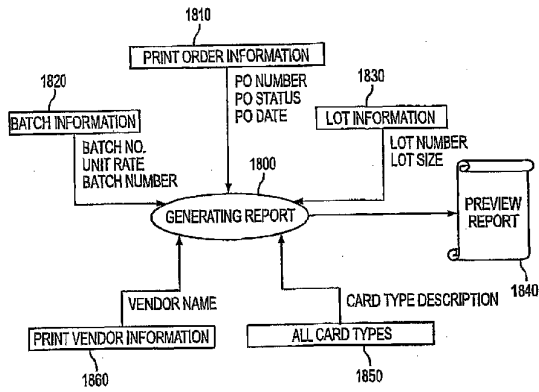 1810
PRINT ORDER INFORMATION
PO NUMBER
PO STATUS
PO DATE
1820
BATCH INFORMATION
BATCH NO.
UNIT RATE
BATCH NUMBER
1830
LOT INFORMATION
LOT NUMBER
LOT SIZE
1800
GENERATING REPORT
PREVIEW
REPORT
1840
VENDOR NAME
PRINT VENDOR INFORMATION
1860
CARD TYPE DESCRIPTION
ALL CARD TYPES
1850